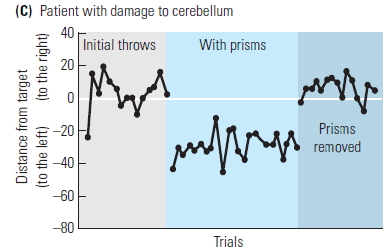 (C) Patient with damage to cerebellum
Distance from target
(to the left) (to the right)
40
20
0
–20
–40
–60
–80
Initial throws
With prisms
Prisms
removed
Trials